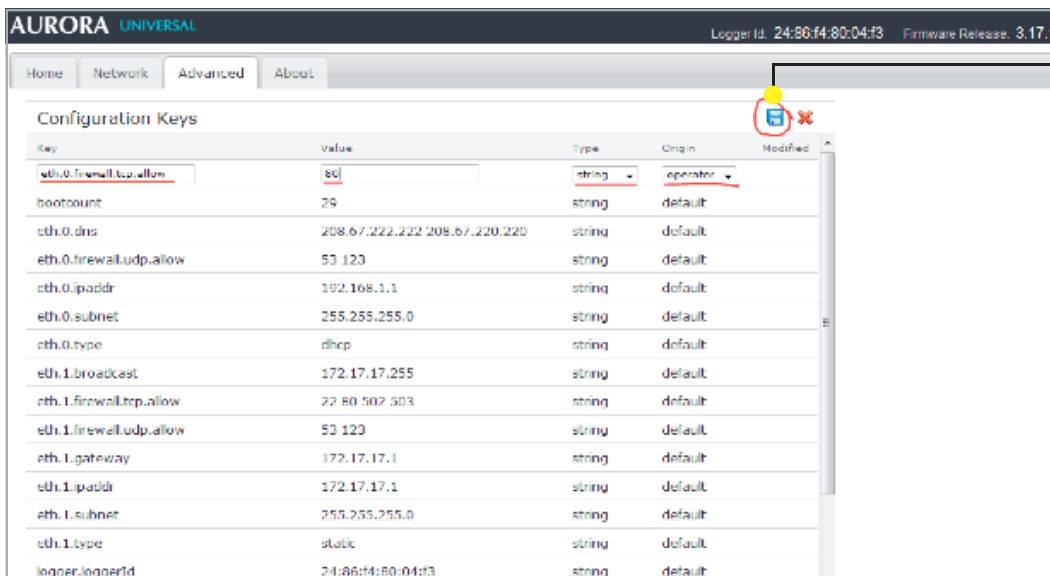 AURORA UNIVERSAL
Logger Id: 24:86:f4:80:04:f3 Firmware Release: 3.17.
Home Network Advanced About
Configuration Keys
Key Value Type Origin Modified
eth.0.firewall.tcp.allow 80 string operator
bootcount 29 string default
eth.0.dns 208.67.222.222 208.67.220.220 string default
eth.0.firewall.udp.allow 53 123 string default
eth.0.ipaddr 192.168.1.1 string default
eth.0.subnet 255.255.255.0 string default
eth.0.type dhcp string default
eth.1.broadcast 172.17.17.255 string default
eth.1.firewall.tcp.allow 22 80 502 503 string default
eth.1.firewall.udp.allow 53 123 string default
eth.1.gateway 172.17.17.1 string default
eth.1.ipaddr 172.17.17.1 string default
eth.1.subnet 255.255.255.0 string default
eth.1.type static string default
logger.loggerId 24:86:f4:80:04:f3 string default